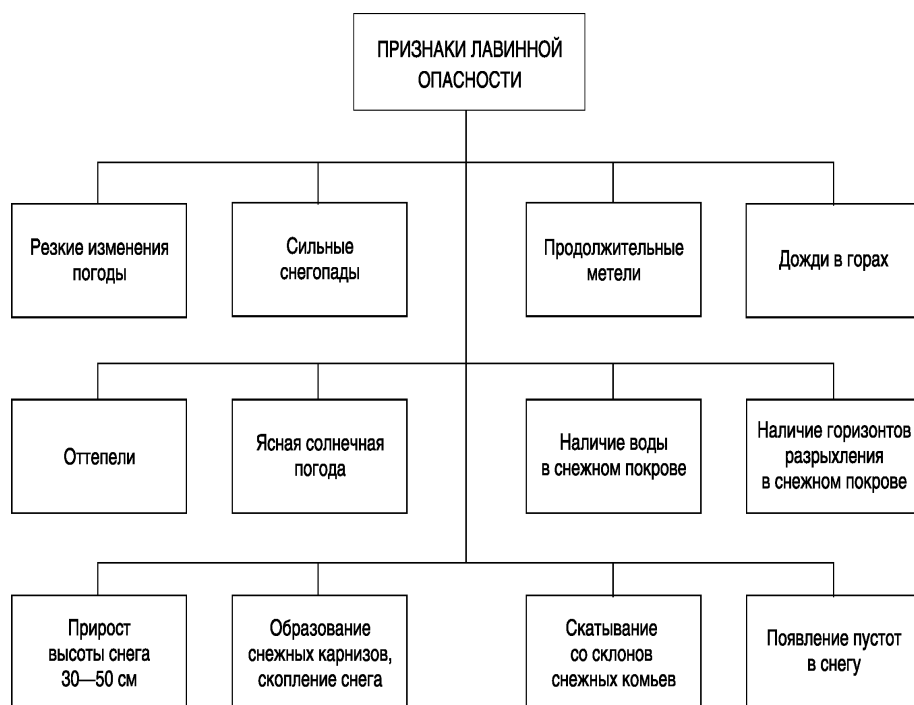 ПРИЗНАКИ ЛАВИННОЙ
ОПАСНОСТИ
Резкие изменения
погоды
Сильные
снегопады
Продолжительные
метели
Дожди в горах
Оттепели
Ясная солнечная
погода
Наличие воды
в снежном покрове
Наличие горизонтов
разрыхления
в снежном покрове
Прирост
высоты снега
30—50 см
Образование
снежных карнизов,
скопление снега
Скатывание
со склонов
снежных комьев
Появление пустот
в снегу